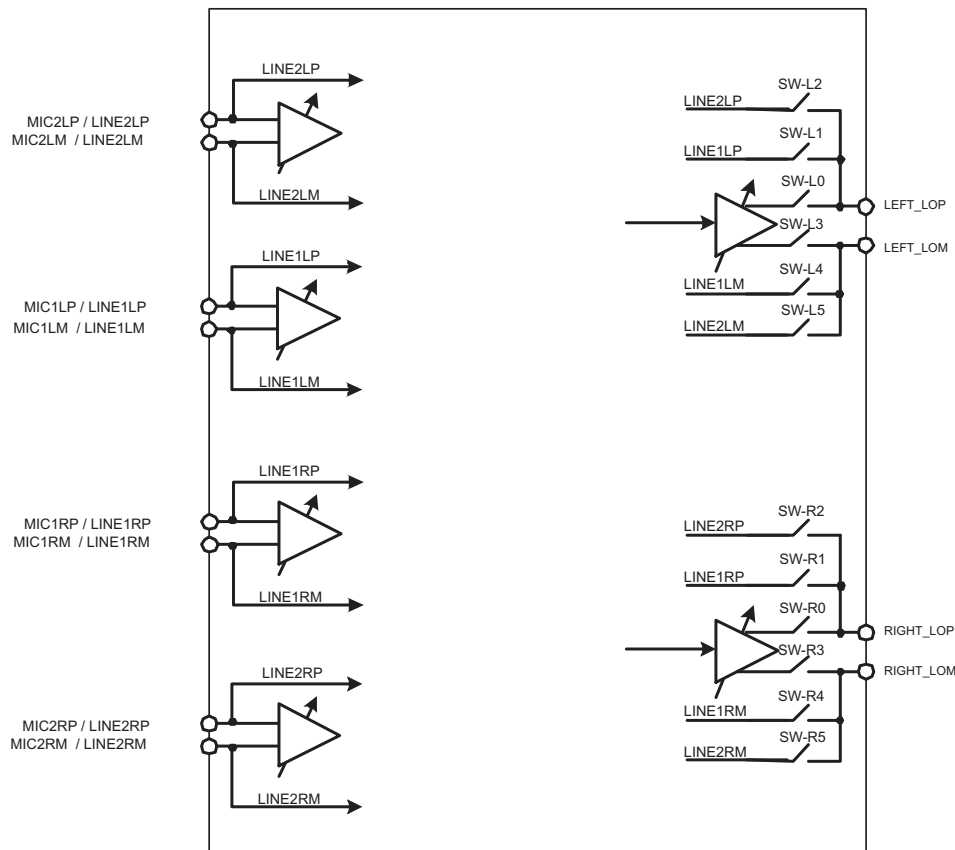 LINE2LP
MIC2LP / LINE2LP
MIC2LM / LINE2LM
LINE2LM
LINE1LP
MIC1LP / LINE1LP
MIC1LM / LINE1LM
LINE1LM
LINE1RP
MIC1RP / LINE1RP
MIC1RM / LINE1RM
LINE1RM
LINE2RP
MIC2RP / LINE2RP
MIC2RM / LINE2RM
LINE2RM
SW-L2
LINE2LP
SW-L1
LINE1LP
SW-L0
LEFT_LOP
SW-L3
LEFT_LOM
SW-L4
LINE1LM
SW-L5
LINE2LM
SW-R2
LINE2RP
SW-R1
LINE1RP
SW-R0
RIGHT_LOP
SW-R3
RIGHT_LOM
SW-R4
LINE1RM
SW-R5
LINE2RM